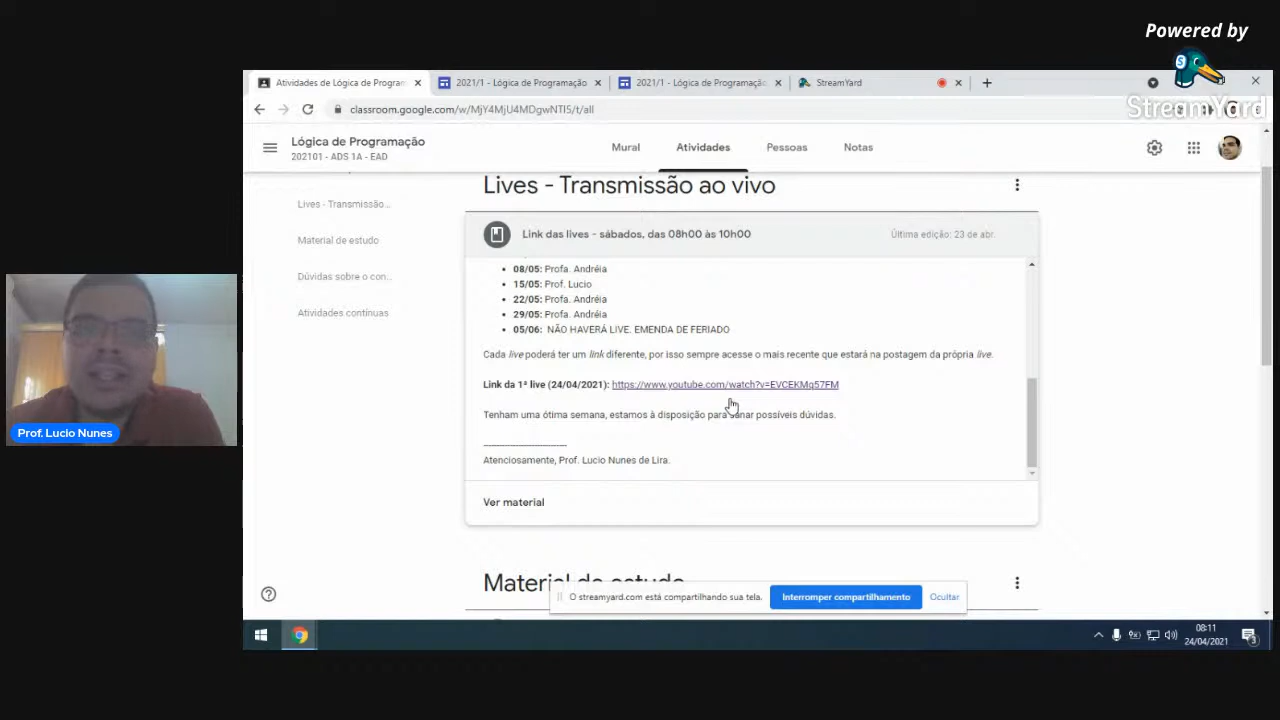 Powered by
StreamYard
Atividades de Lógica de Program
2021/1 - Lógica de Programação
2021/1 - Lógica de Programação
StreamYard
classroom.google.com/w/MjY4MjU4MDgwNTI5/t/all
Lógica de Programação
202101 - ADS 1A - EAD
Mural
Atividades
Pessoas
Notas
Lives - Transmissão...
Material de estudo
Dúvidas sobre o con...
Atividades contínuas
Lives - Transmissão ao vivo
Link das lives - sábados, das 08h00 às 10h00
Última edição: 23 de abr.
08/05: Profa. Andréia
15/05: Prof. Lucio
22/05: Profa. Andréia
29/05: Profa. Andréia
05/06: NÃO HAVERÁ LIVE. EMENDA DE FERIADO
Cada live poderá ter um link diferente, por isso sempre acesse o mais recente que estará na postagem da própria live.
Link da 1ª live (24/04/2021): https://www.youtube.com/watch?v=EVCEKMq57FM
Tenham uma ótima semana, estamos à disposição para sanar possíveis dúvidas.
------------------------------
Atenciosamente, Prof. Lucio Nunes de Lira.
Ver material
Material de estudo
O streamyard.com está compartilhando sua tela.
Interromper compartilhamento
Ocultar
Prof. Lucio Nunes
08:11
24/04/2021
3